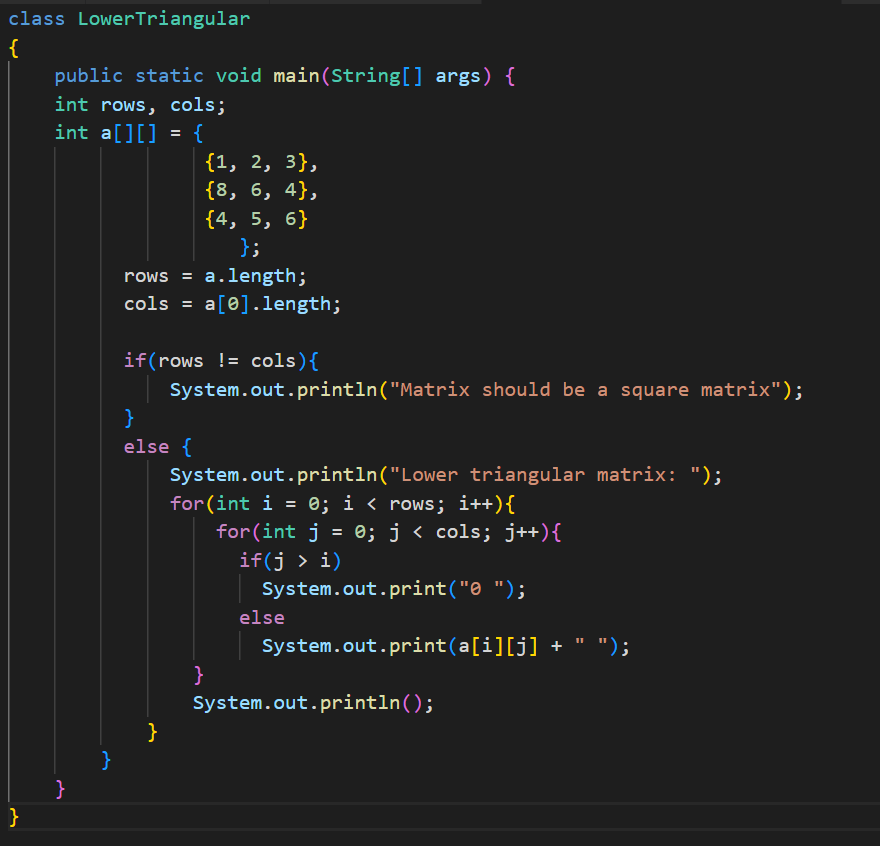 class LowerTriangular
{
    public static void main(String[] args) {
    int rows, cols;
    int a[][] = {
                 {1, 2, 3},
                 {8, 6, 4},
                 {4, 5, 6}
                    };
          rows = a.length;
          cols = a[0].length;

          if(rows != cols){
              System.out.println("Matrix should be a square matrix");
          }
          else {
              System.out.println("Lower triangular matrix: ");
              for(int i = 0; i < rows; i++){
                  for(int j = 0; j < cols; j++){
                    if(j > i)
                      System.out.print("0 ");
                    else
                      System.out.print(a[i][j] + " ");
                }
                System.out.println();
            }
        }
    }
}